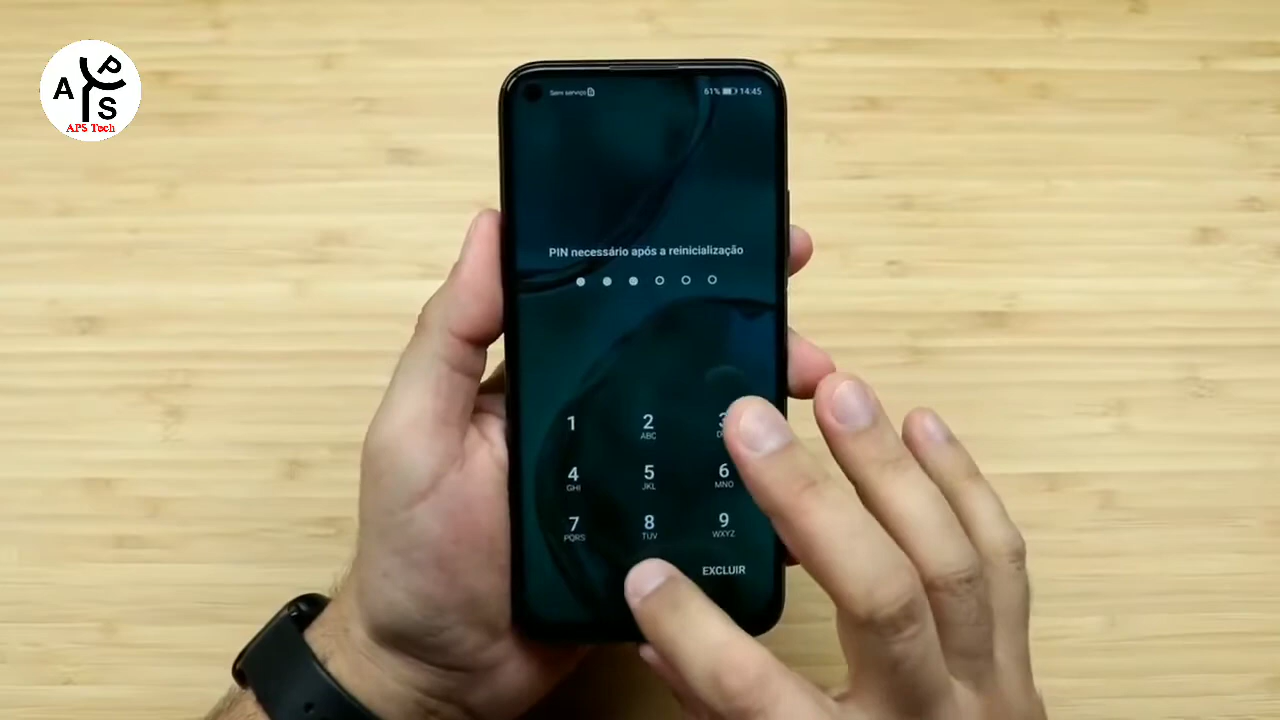 A P S
APS Tech
Sem serviço
61% 14:45
PIN necessário após a reinicialização
1 2 3
ABC
4 5 6
GHI JKL MNO
7 8 9
PQRS TUV WXYZ
EXCLUIR